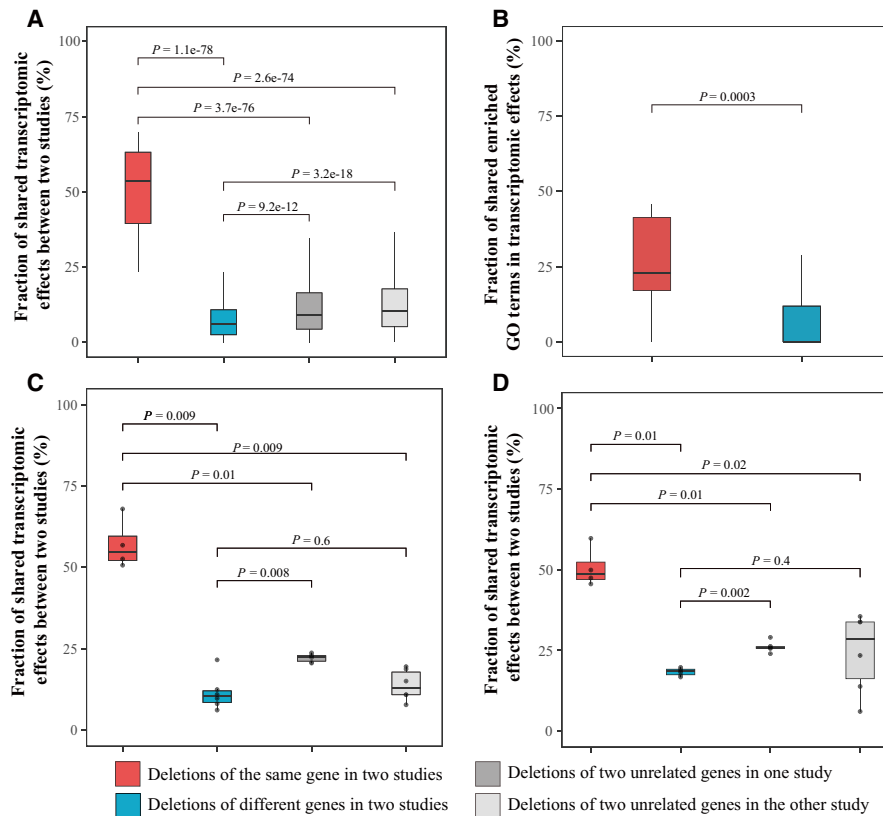 A
Fraction of shared transcriptomic
effects between two studies (%)
100
75
50
25
0
P = 1.1e-78
P = 2.6e-74
P = 3.7e-76
P = 3.2e-18
P = 9.2e-12
B
Fraction of shared enriched
GO terms in transcriptomic effects (%)
100
75
50
25
0
P = 0.0003
C
Fraction of shared transcriptomic
effects between two studies (%)
100
75
50
25
0
P = 0.009
P = 0.009
P = 0.01
P = 0.6
P = 0.008
D
Fraction of shared transcriptomic
effects between two studies (%)
100
75
50
25
0
P = 0.01
P = 0.02
P = 0.01
P = 0.4
P = 0.002
Deletions of the same gene in two studies
Deletions of different genes in two studies
Deletions of two unrelated genes in one study
Deletions of two unrelated genes in the other study